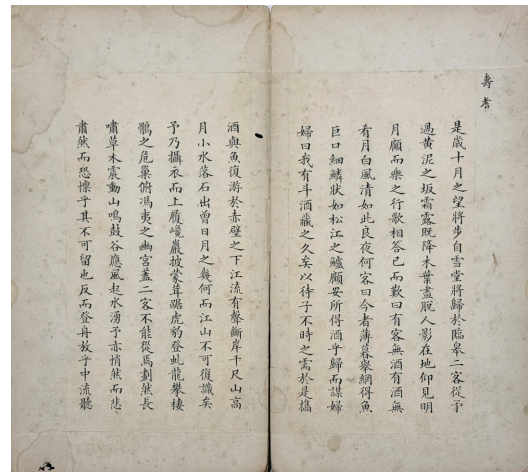 壽耆
是歲十月之望將步自雪堂將歸於臨皋二客從予
過黃泥之坂霜露既降木葉盡脫人影在地仰見明
月顧而樂之行歌相答已而歎曰有客無酒有酒無
看月白風清如此良夜何客曰今者薄暮舉網得魚
巨口細鱗狀如松江之鱸顧安所得酒乎歸而謀婦
婦曰我有斗酒藏之久矣以待子不時之需於是攜
酒與魚復游於赤壁之下江流有聲斷岸千尺山高
月小水落石出曾日月之幾何而江山不可復識矣
予乃攝衣而上履巉巖披蒙茸踞虎豹登虬龍攀棲
鶻之危巢俯馮夷之幽宮蓋二客不能從焉劃然長
嘯草木震動山鳴鼓谷應風起水湧予亦悄然而悲
肅然而恐懍乎其不可留也反而登舟放乎中流聽